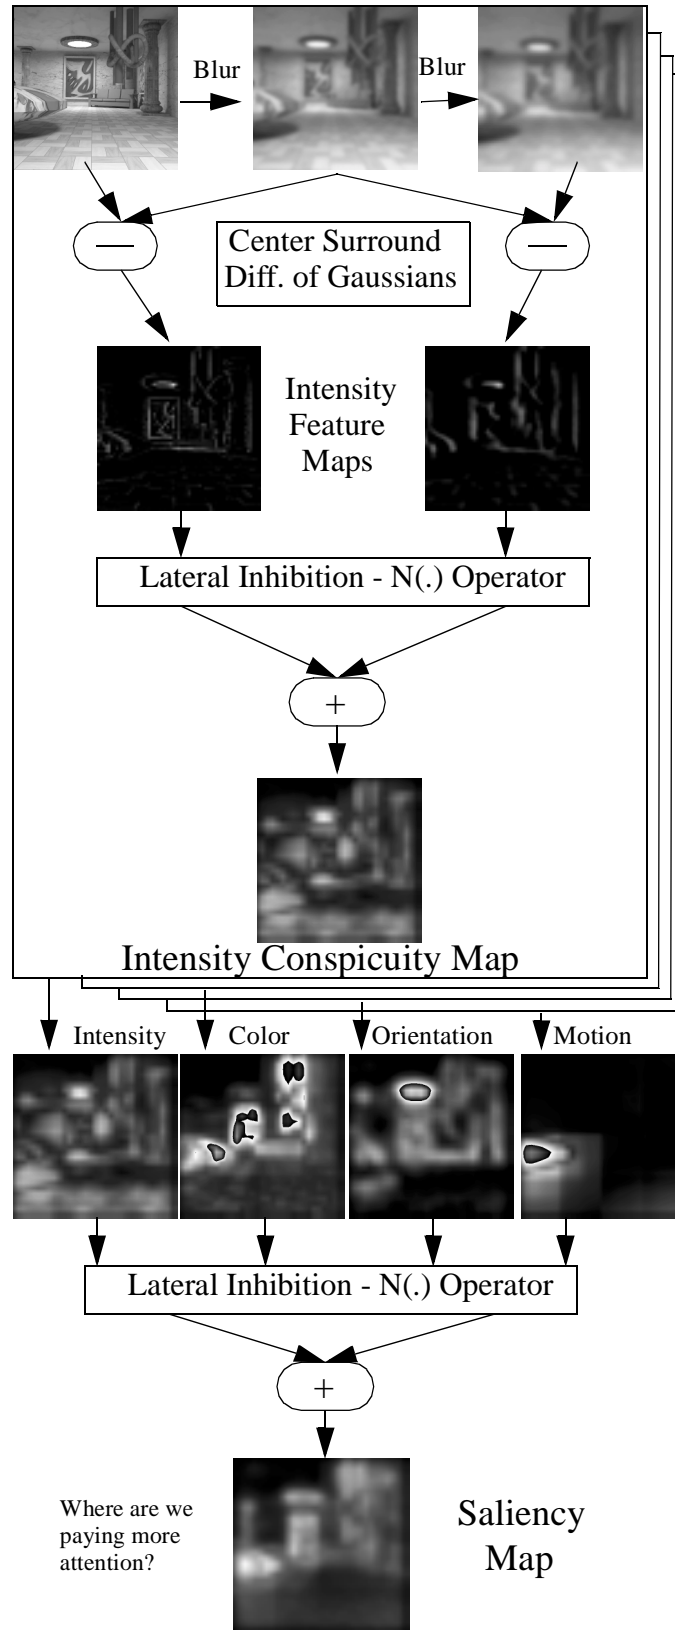 Blur
Blur
Center Surround
Diff. of Gaussians
Intensity
Feature
Maps
Lateral Inhibition - N(.) Operator
+
Intensity Conspicuity Map
Intensity
Color
Orientation
Motion
Lateral Inhibition - N(.) Operator
+
Where are we
paying more
attention?
Saliency
Map